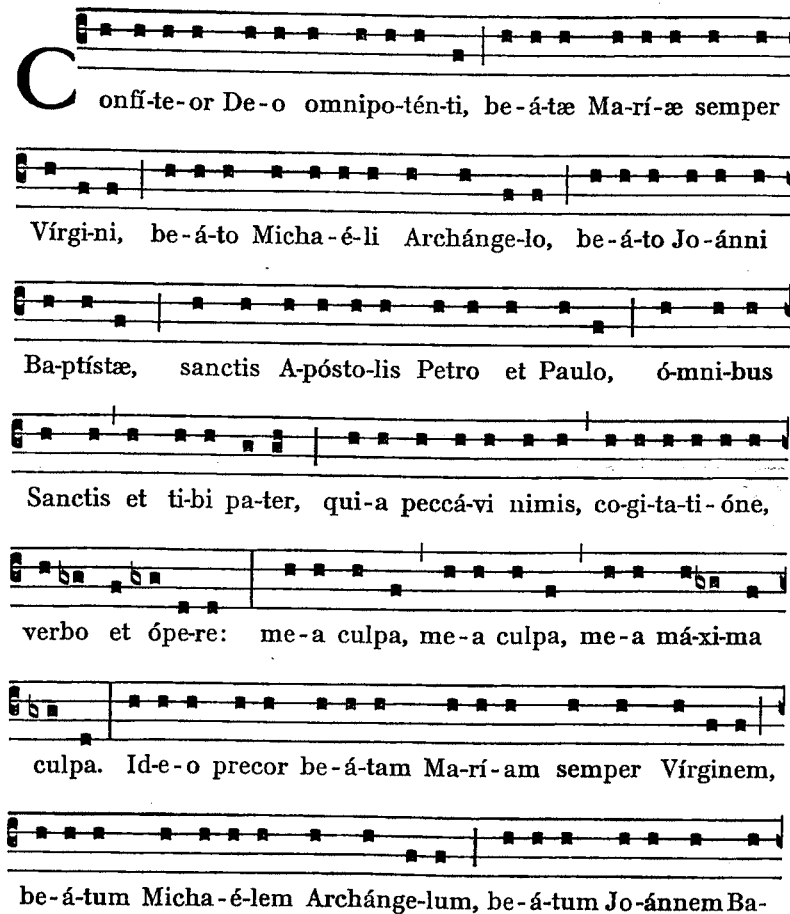 Confí-te-or De-o omnipo-tén-ti, be-á-tæ Ma-rí-æ semper
Vírgi-ni, be-á-to Micha-é-li Archánge-lo, be-á-to Jo-ánni
Ba-ptístæ, sanctis A-pósto-lis Petro et Paulo, ó-mni-bus
Sanctis et ti-bi pa-ter, qui-a peccá-vi nimis, co-gi-ta-ti-óne,
verbo et ópe-re: me-a culpa, me-a culpa, me-a má-xi-ma
culpa. Id-e-o precor be-á-tam Ma-rí-am semper Vírginem,
be-á-tum Micha-é-lem Archánge-lum, be-á-tum Jo-ánnem Ba-